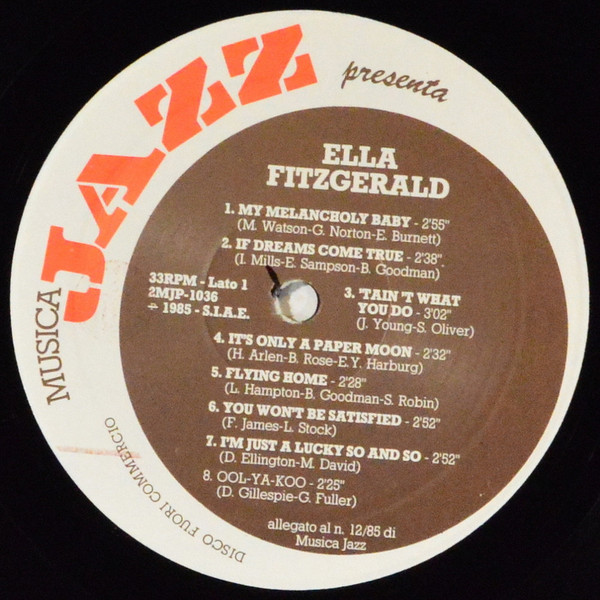 MUSICA JAZZ presenta
ELLA
FITZGERALD
1. MY MELANCHOLY BABY - 2'55"
(M. Watson-G. Norton-E. Burnett)
2. IF DREAMS COME TRUE - 2'38"
(I. Mills-E. Sampson-B. Goodman)
33RPM - Lato 1
2MJP-1036
℗ 1985 - S.I.A.E.
3. 'TAIN 'T WHAT
YOU DO - 3'02"
(J. Young-S. Oliver)
4. IT'S ONLY A PAPER MOON - 2'32"
(H. Arlen-B. Rose-E.Y. Harburg)
5. FLYING HOME - 2'28"
(L. Hampton-B. Goodman-S. Robin)
6. YOU WON'T BE SATISFIED - 2'52"
(F. James-L. Stock)
7. I'M JUST A LUCKY SO AND SO - 2'52"
(D. Ellington-M. David)
8. OOL-YA-KOO - 2'25"
(D. Gillespie-G. Fuller)
allegato al n. 12/85 di
Musica Jazz
DISCO FUORI COMMERCIO